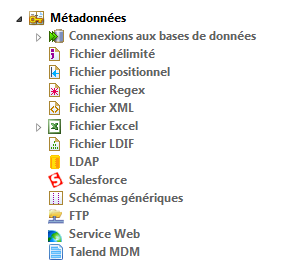 Métadonnées
Connexions aux bases de données
Fichier délimité
Fichier positionnel
Fichier Regex
Fichier XML
Fichier Excel
Fichier LDIF
LDAP
Salesforce
Schémas génériques
FTP
Service Web
Talend MDM